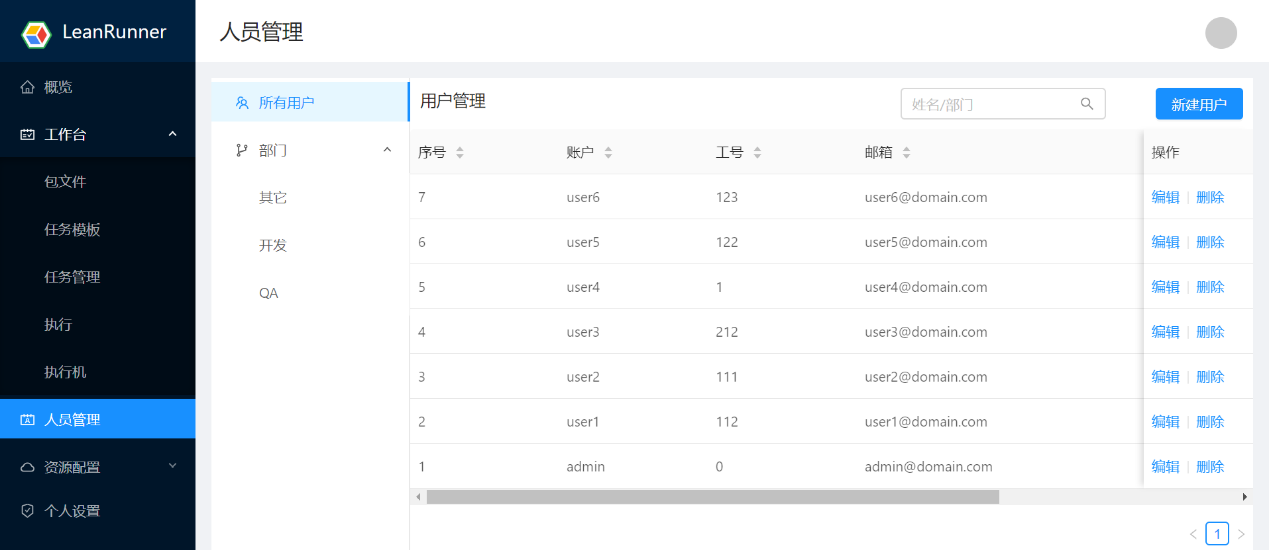 LeanRunner
人员管理
概览
工作台
包文件
任务模板
任务管理
执行
执行机
人员管理
资源配置
个人设置
所有用户
部门
其它
开发
QA
用户管理
姓名/部门
新建用户
序号 账户 工号 邮箱 操作
7 user6 123 user6@domain.com 编辑 | 删除
6 user5 122 user5@domain.com 编辑 | 删除
5 user4 1 user4@domain.com 编辑 | 删除
4 user3 212 user3@domain.com 编辑 | 删除
3 user2 111 user2@domain.com 编辑 | 删除
2 user1 112 user1@domain.com 编辑 | 删除
1 admin 0 admin@domain.com 编辑 | 删除
1